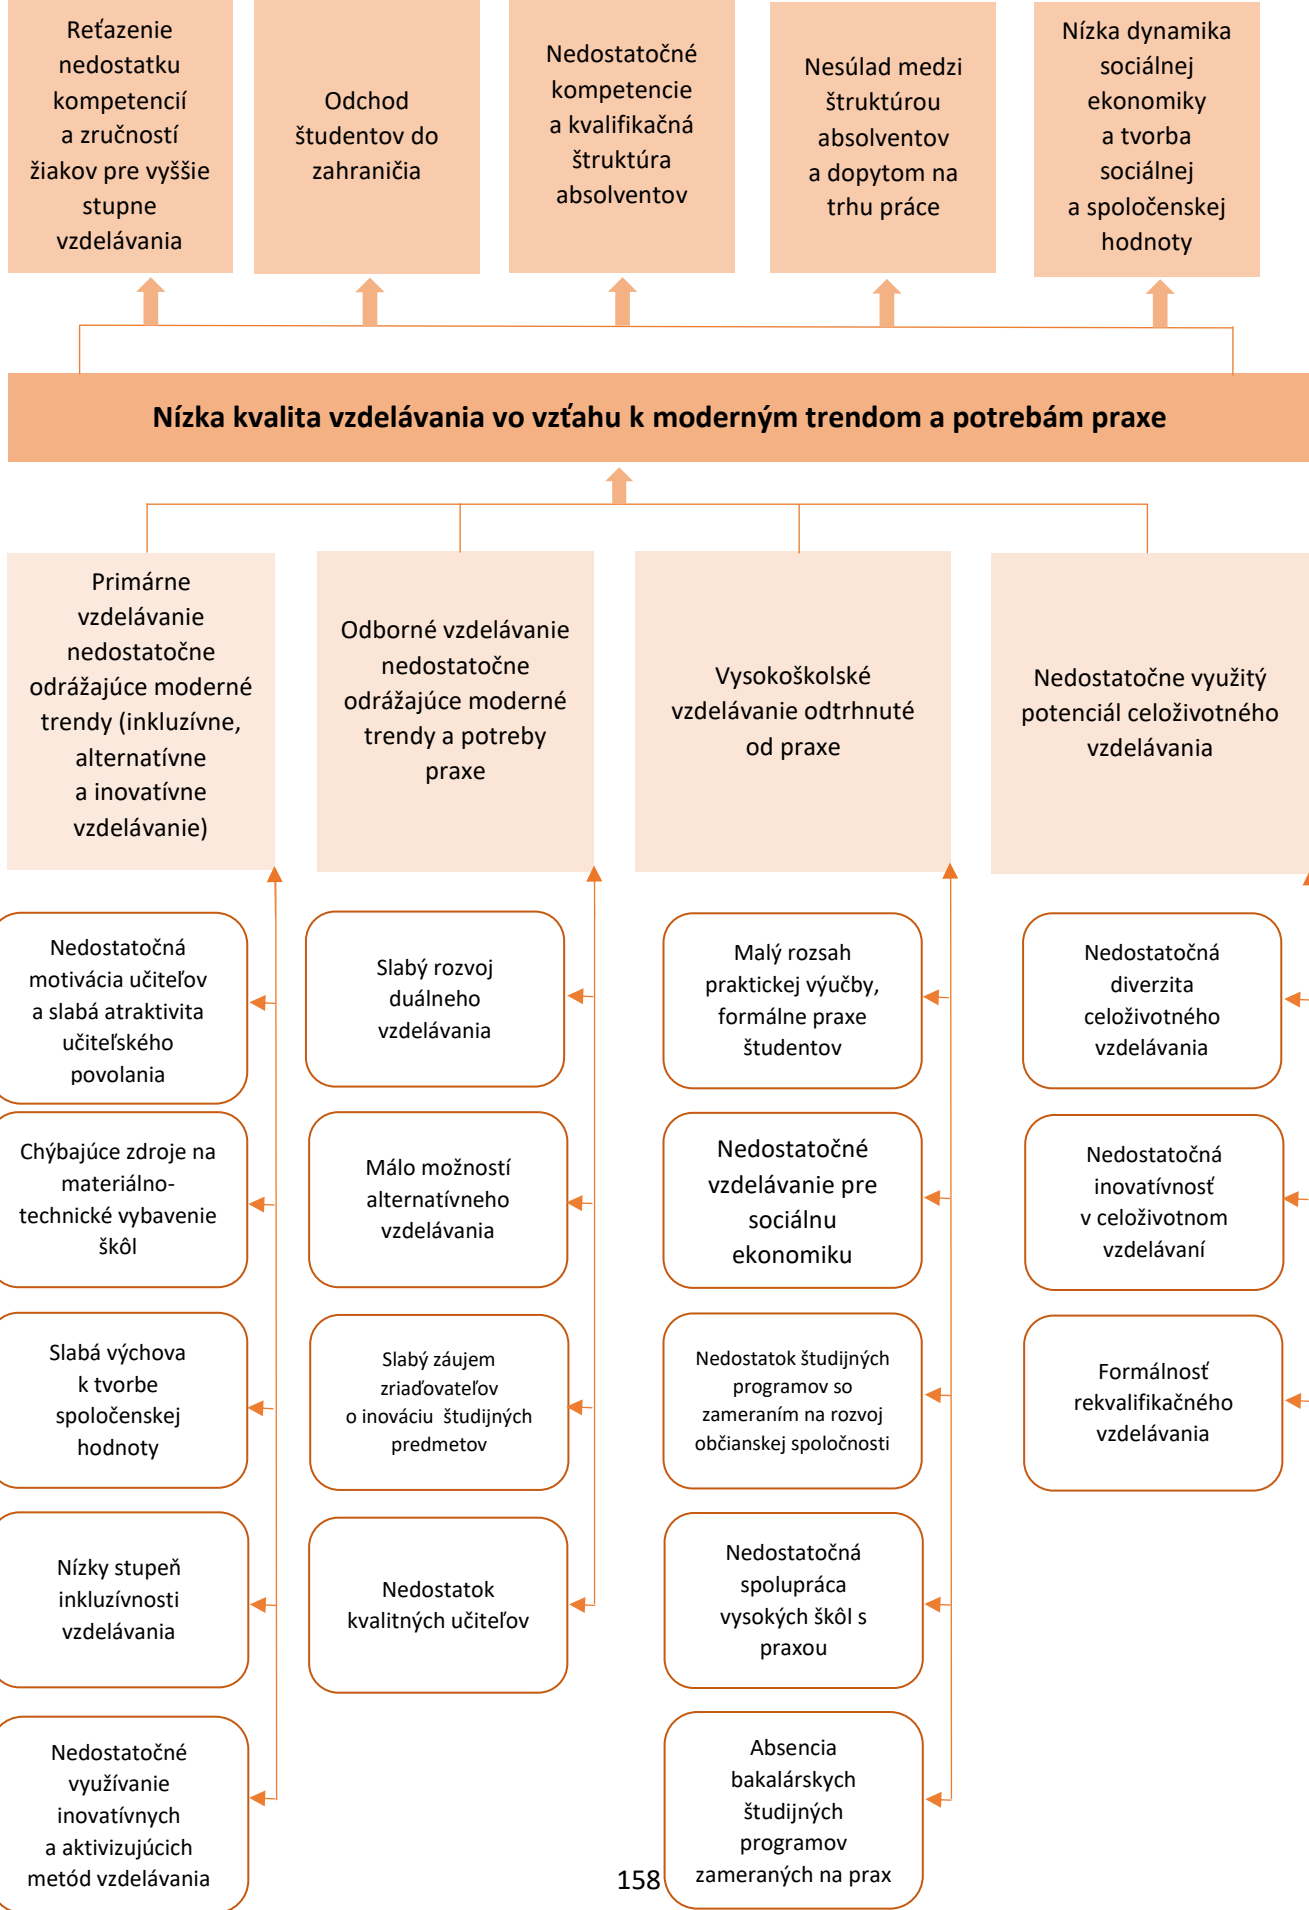 Reťazenie
nedostatku
kompetencií
a zručností
žiakov pre vyššie
stupne
vzdelávania
Odchod
študentov do
zahraničia
Nedostatočné
kompetencie
a kvalifikačná
štruktúra
absolventov
Nesúlad medzi
štruktúrou
absolventov
a dopytom na
trhu práce
Nízka dynamika
sociálnej
ekonomiky
a tvorba
sociálnej
a spoločenskej
hodnoty
Nízka kvalita vzdelávania vo vzťahu k moderným trendom a potrebám praxe
Primárne
vzdelávanie
nedostatočne
odrážajúce moderné
trendy (inkluzívne,
alternatívne
a inovatívne
vzdelávanie)
Odborné vzdelávanie
nedostatočne
odrážajúce moderné
trendy a potreby
praxe
Vysokoškolské
vzdelávanie odtrhnuté
od praxe
Nedostatočne využitý
potenciál celoživotného
vzdelávania
Nedostatočná
motivácia učiteľov
a slabá atraktivita
učiteľského
povolania
Chýbajúce zdroje na
materiálno-
technické vybavenie
škôl
Slabá výchova
k tvorbe
spoločenskej
hodnoty
Nízky stupeň
inkluzívnosti
vzdelávania
Nedostatočné
využívanie
inovatívnych
a aktivizujúcich
metód vzdelávania
Slabý rozvoj
duálneho
vzdelávania
Málo možností
alternatívneho
vzdelávania
Slabý záujem
zriaďovateľov
o inováciu  študijných
predmetov
Nedostatok
kvalitných učiteľov
Malý rozsah
praktickej výučby,
formálne praxe
študentov
Nedostatočné
vzdelávanie pre
sociálnu
ekonomiku
Nedostatok študijných
programov so
zameraním na rozvoj
občianskej spoločnosti
Nedostatočná
spolupráca
vysokých škôl s
praxou
Absencia
bakalárskych
študijných
programov
zameraných na prax
Nedostatočná
diverzita
celoživotného
vzdelávania
Nedostatočná
inovatívnosť
v celoživotnom
vzdelávaní
Formálnosť
rekvalifikačného
vzdelávania
158